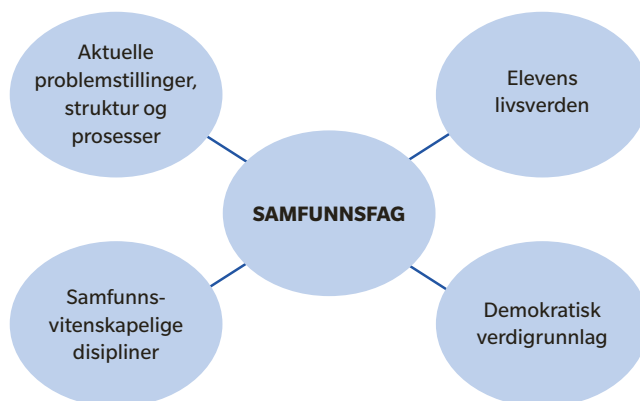 Aktuelle
problemstillinger,
struktur og
prosesser
Elevens
livsverden
SAMFUNNSFAG
Samfunns-
vitenskapelige
disipliner
Demokratisk
verdigrunnlag